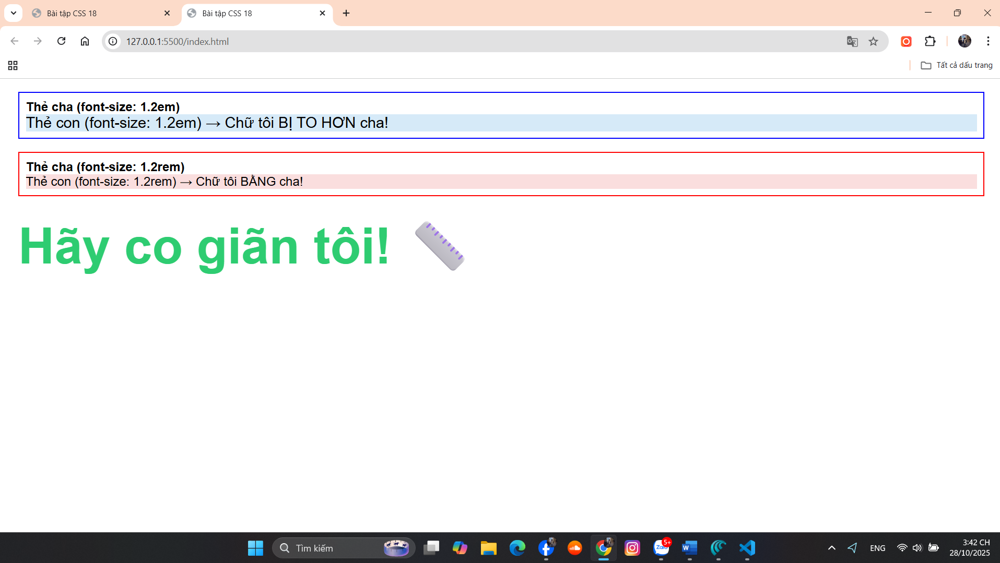 Bài tập CSS 18
Bài tập CSS 18
127.0.0.1:5500/index.html
Tất cả dấu trang
Thẻ cha (font-size: 1.2em)
Thẻ con (font-size: 1.2em) → Chữ tôi BỊ TO HƠN cha!
Thẻ cha (font-size: 1.2rem)
Thẻ con (font-size: 1.2rem) → Chữ tôi BẰNG cha!
Hãy co giãn tôi! 📏
Tìm kiếm
Zalo
5+
W
ENG
3:42 CH
28/10/2025